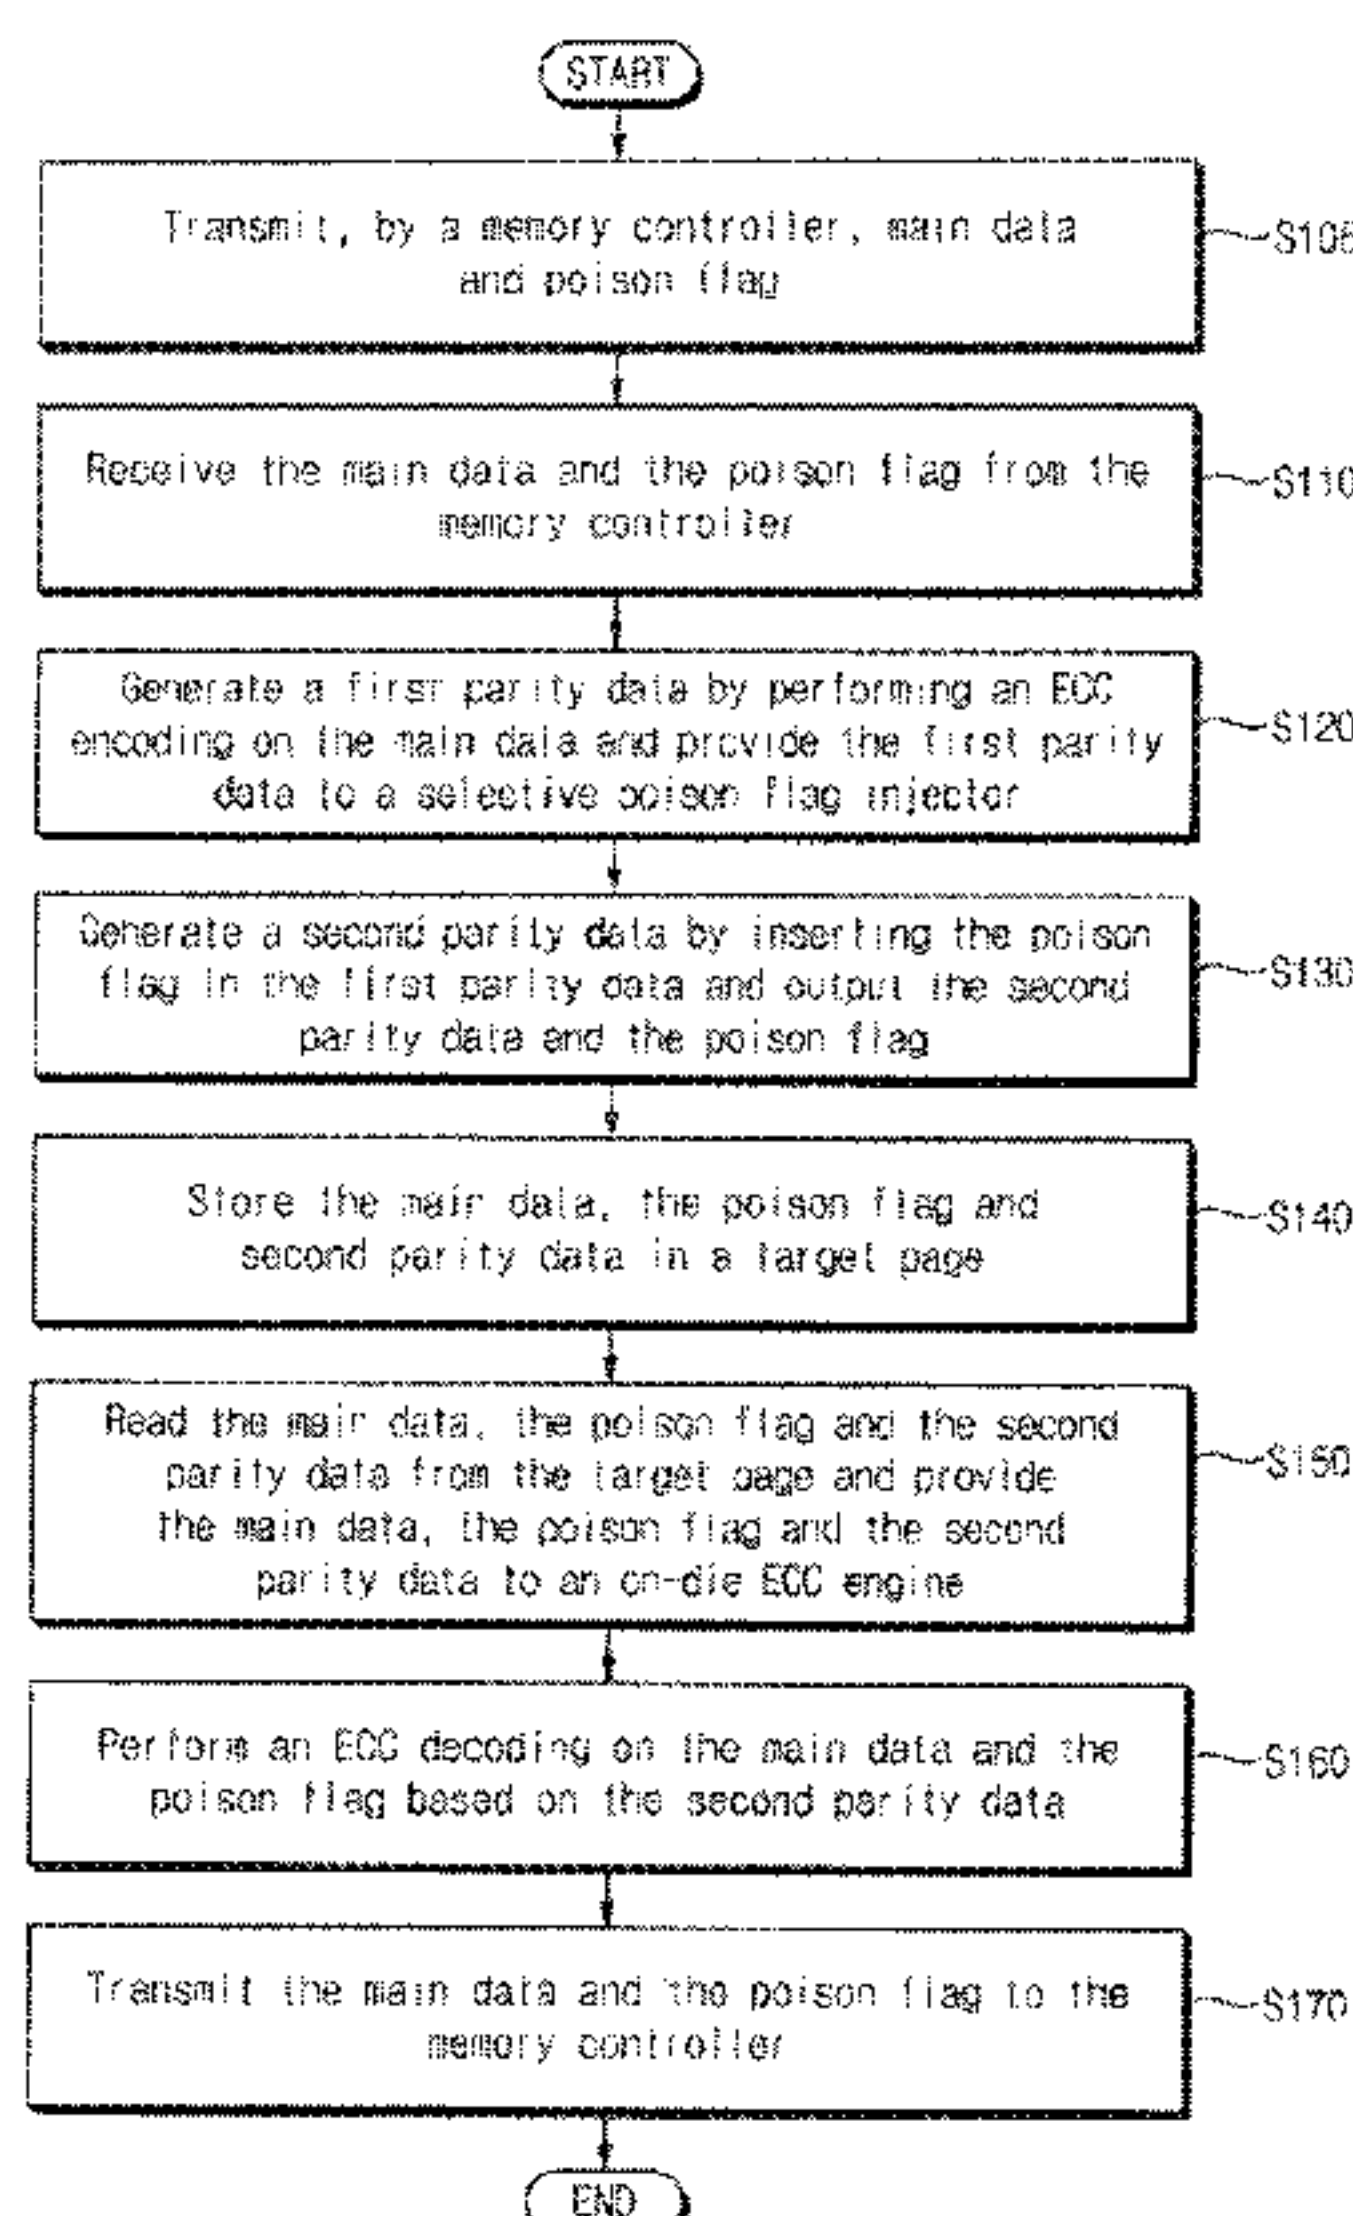 START
Transmit, by a memory controller, main data
and poison flag
S105
Receive the main data and the poison flag from the
memory controller
S110
Generate a first parity data by performing an ECC
encoding on the main data and provide the first parity
data to a selective poison flag injector
S120
Generate a second parity data by inserting the poison
flag in the first parity data and output the second
parity data and the poison flag
S130
Store the main data, the poison flag and
second parity data in a target page
S140
Read the main data, the poison flag and the second
parity data from the target page and provide
the main data, the poison flag and the second
parity data to an on-die ECC engine
S150
Perform an ECC decoding on the main data and the
poison flag based on the second parity data
S160
Transmit the main data and the poison flag to the
memory controller
S170
END